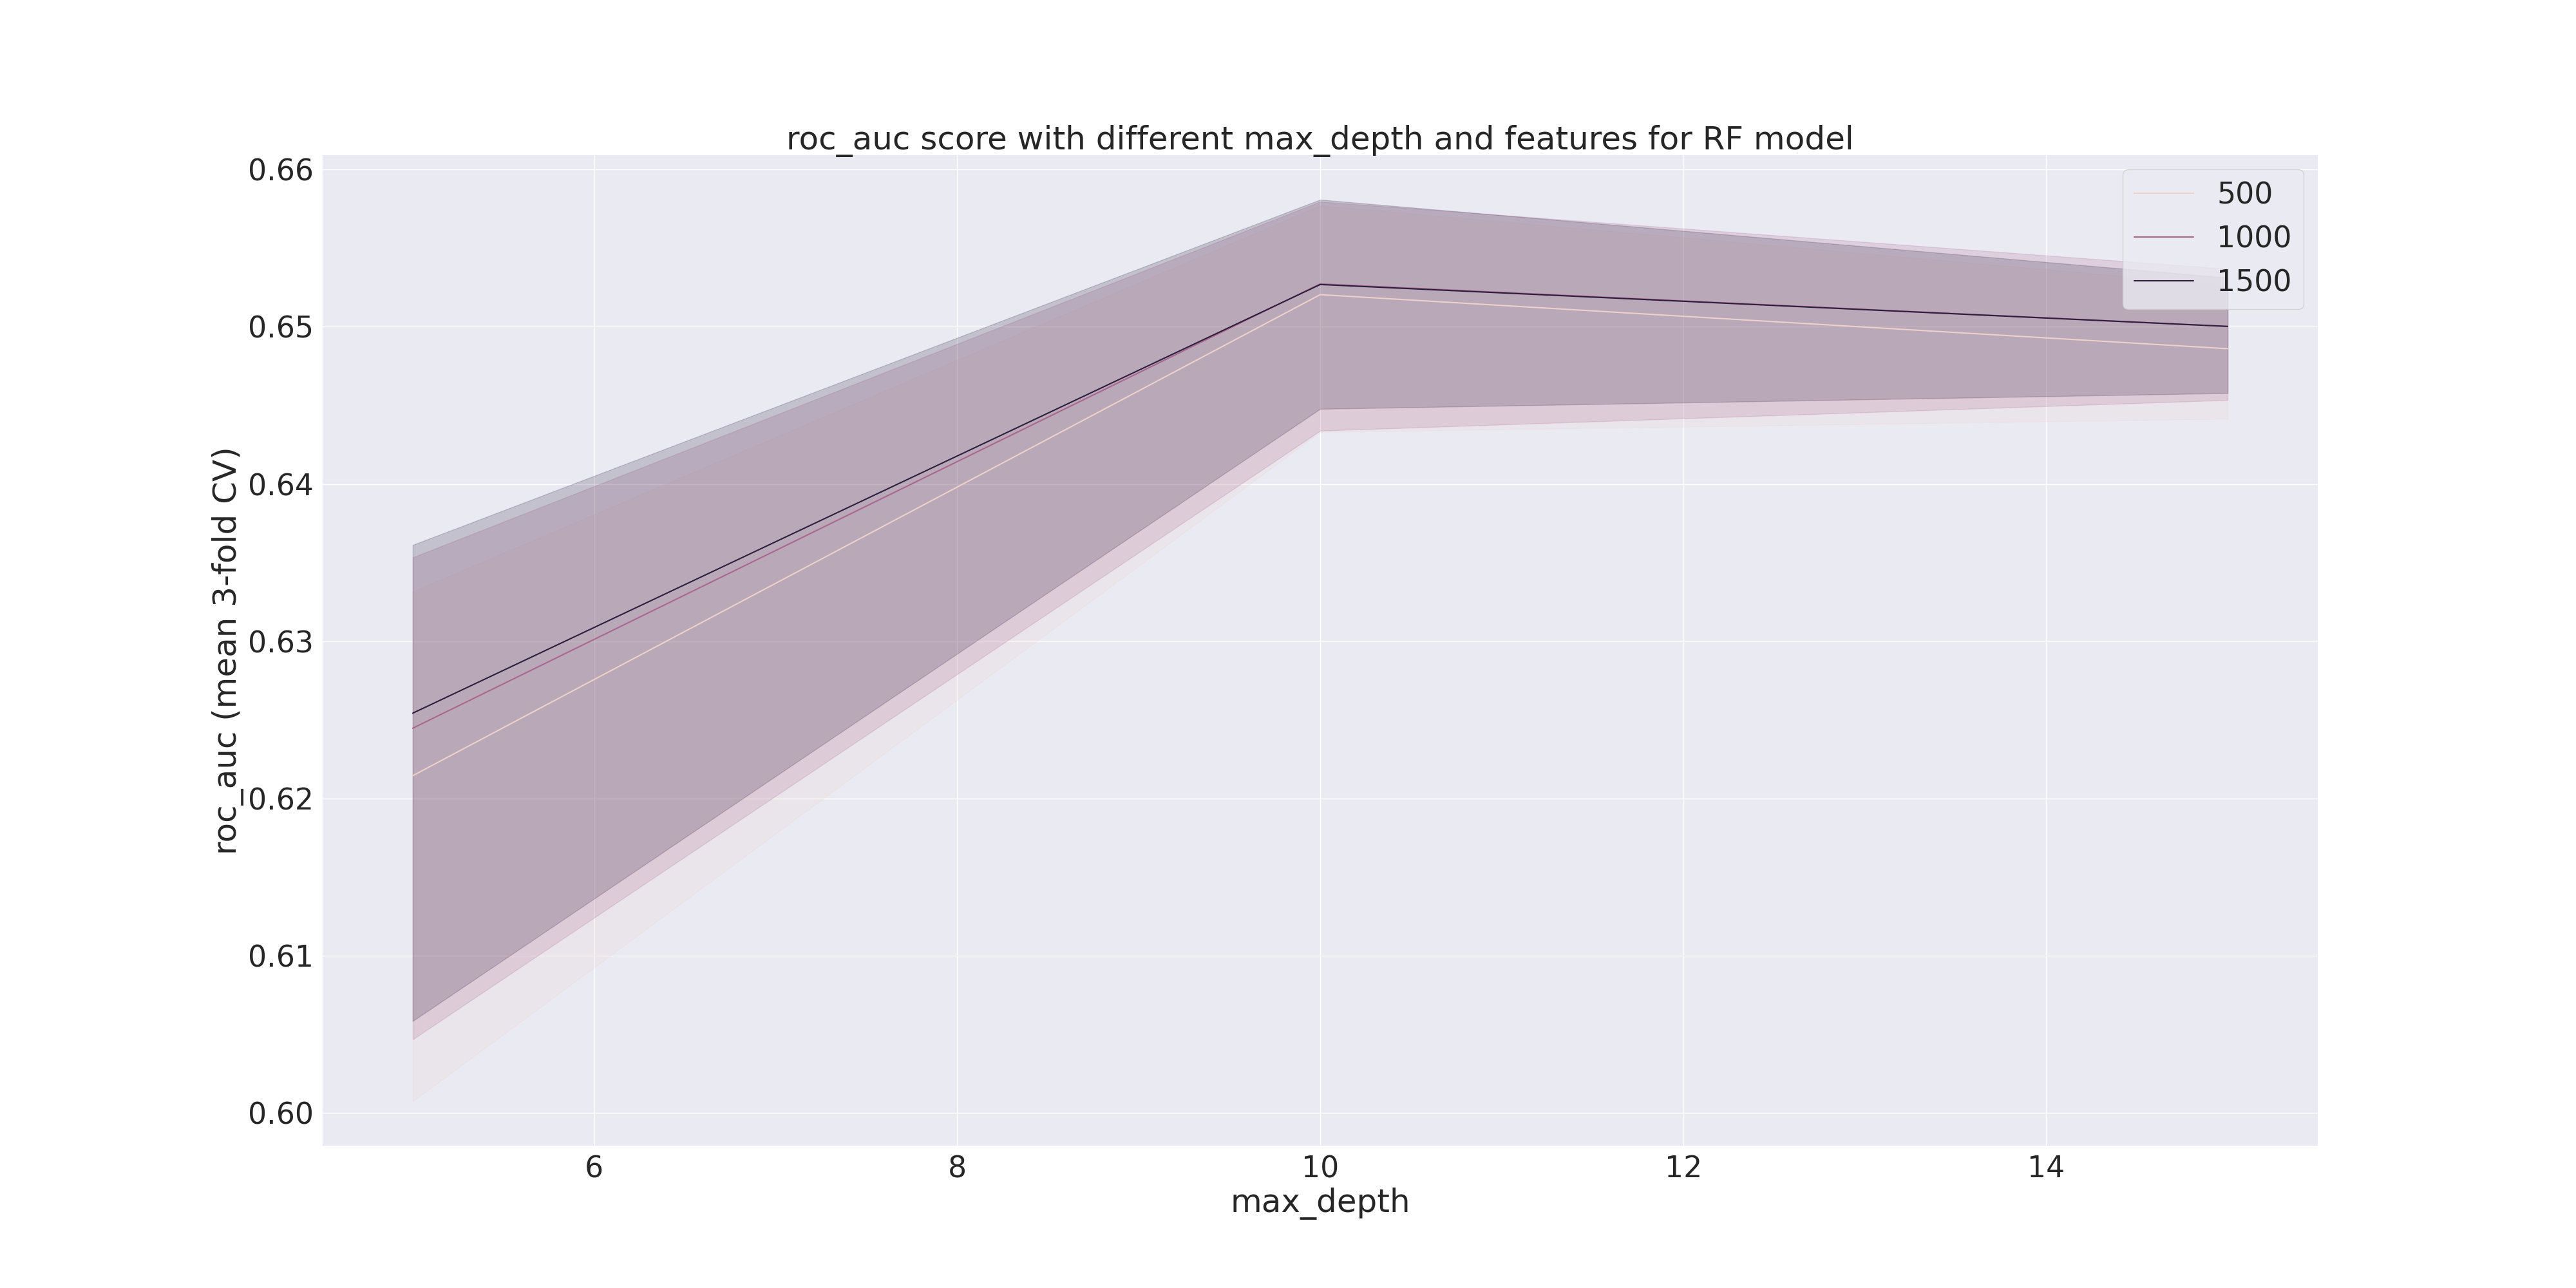 roc_auc score with different max_depth and features for RF model
0.66
0.65
0.64
0.63
0.62
0.61
0.60
roc_auc (mean 3-fold CV)
500
1000
1500
6 8 10 12 14
max_depth